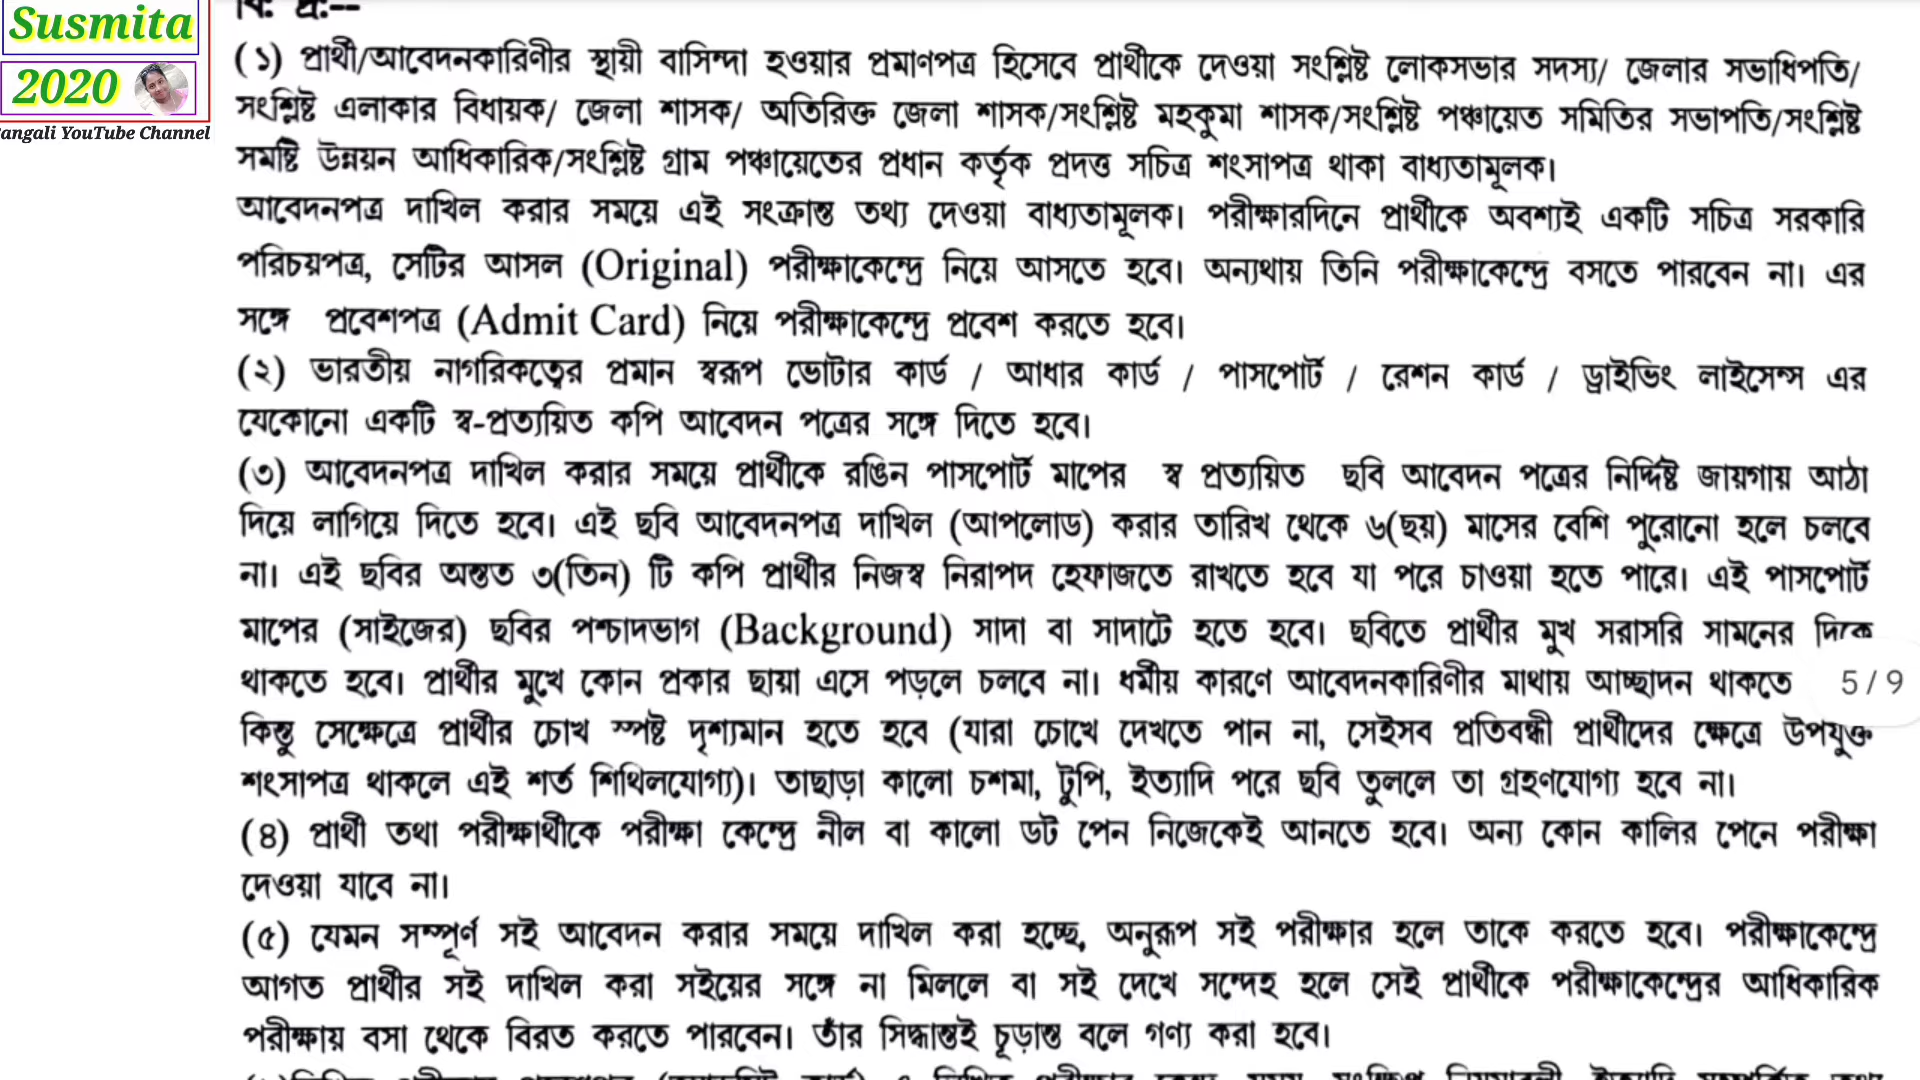 Susmita
2020
angali YouTube Channel
বি: প্র:--
(১) প্রার্থী/আবেদনকারিণীর স্থায়ী বাসিন্দা হওয়ার প্রমাণপত্র হিসেবে প্রার্থীকে দেওয়া সংশ্লিষ্ট লোকসভার সদস্য/ জেলার সভাধিপতি/
সংশ্লিষ্ট এলাকার বিধায়ক/ জেলা শাসক/ অতিরিক্ত জেলা শাসক/সংশ্লিষ্ট মহকুমা শাসক/সংশ্লিষ্ট পঞ্চায়েত সমিতির সভাপতি/সংশ্লিষ্ট
সমষ্টি উন্নয়ন আধিকারিক/সংশ্লিষ্ট গ্রাম পঞ্চায়েতের প্রধান কর্তৃক প্রদত্ত সচিত্র শংসাপত্র থাকা বাধ্যতামূলক।
আবেদনপত্র দাখিল করার সময়ে এই সংক্রান্ত তথ্য দেওয়া বাধ্যতামূলক। পরীক্ষারদিনে প্রার্থীকে অবশ্যই একটি সচিত্র সরকারি
পরিচয়পত্র, সেটির আসল (Original) পরীক্ষাকেন্দ্রে নিয়ে আসতে হবে। অন্যথায় তিনি পরীক্ষাকেন্দ্রে বসতে পারবেন না। এর
সঙ্গে প্রবেশপত্র (Admit Card) নিয়ে পরীক্ষাকেন্দ্রে প্রবেশ করতে হবে।
(২) ভারতীয় নাগরিকত্বের প্রমান স্বরূপ ভোটার কার্ড / আধার কার্ড / পাসপোর্ট / রেশন কার্ড / ড্রাইভিং লাইসেন্স এর
যেকোনো একটি স্ব-প্রত্যয়িত কপি আবেদন পত্রের সঙ্গে দিতে হবে।
(৩) আবেদনপত্র দাখিল করার সময়ে প্রার্থীকে রঙিন পাসপোর্ট মাপের স্ব প্রত্যয়িত ছবি আবেদন পত্রের নির্দ্দিষ্ট জায়গায় আঠা
দিয়ে লাগিয়ে দিতে হবে। এই ছবি আবেদনপত্র দাখিল (আপলোড) করার তারিখ থেকে ৬(ছয়) মাসের বেশি পুরোনো হলে চলবে
না। এই ছবির অন্তত ৩(তিন) টি কপি প্রার্থীর নিজস্ব নিরাপদ হেফাজতে রাখতে হবে যা পরে চাওয়া হতে পারে। এই পাসপোর্ট
মাপের (সাইজের) ছবির পশ্চাদভাগ (Background) সাদা বা সাদাটে হতে হবে। ছবিতে প্রার্থীর মুখ সরাসরি সামনের দিকে
থাকতে হবে। প্রার্থীর মুখে কোন প্রকার ছায়া এসে পড়লে চলবে না। ধর্মীয় কারণে আবেদনকারিণীর মাথায় আচ্ছাদন থাকতে 5/9
কিন্তু সেক্ষেত্রে প্রার্থীর চোখ স্পষ্ট দৃশ্যমান হতে হবে (যারা চোখে দেখতে পান না, সেইসব প্রতিবন্ধী প্রার্থীদের ক্ষেত্রে উপযুক্ত
শংসাপত্র থাকলে এই শর্ত শিথিলযোগ্য)। তাছাড়া কালো চশমা, টুপি, ইত্যাদি পরে ছবি তুললে তা গ্রহণযোগ্য হবে না।
(৪) প্রার্থী তথা পরীক্ষার্থীকে পরীক্ষা কেন্দ্রে নীল বা কালো ডট পেন নিজেকেই আনতে হবে। অন্য কোন কালির পেনে পরীক্ষা
দেওয়া যাবে না।
(৫) যেমন সম্পূর্ণ সই আবেদন করার সময়ে দাখিল করা হচ্ছে, অনুরূপ সই পরীক্ষার হলে তাকে করতে হবে। পরীক্ষাকেন্দ্রে
আগত প্রার্থীর সই দাখিল করা সইয়ের সঙ্গে না মিললে বা সই দেখে সন্দেহ হলে সেই প্রার্থীকে পরীক্ষাকেন্দ্রের আধিকারিক
পরীক্ষায় বসা থেকে বিরত করতে পারবেন। তাঁর সিদ্ধান্তই চূড়ান্ত বলে গণ্য করা হবে।